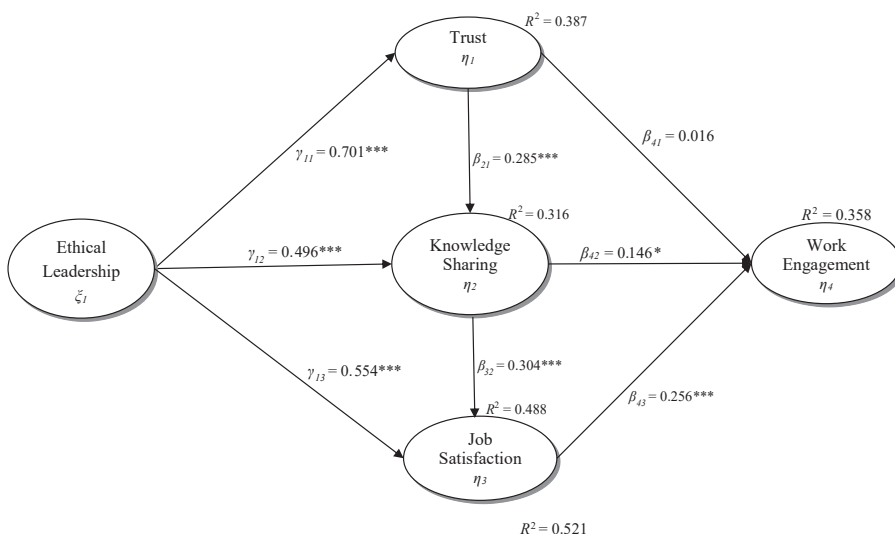 R² = 0.387
Trust
η₁
γ₁₁ = 0.701***
β₂₁ = 0.285***
β₄₁ = 0.016
Ethical
Leadership
ξ₁
γ₁₂ = 0.496***
R² = 0.316
Knowledge
Sharing
η₂
β₄₂ = 0.146*
R² = 0.358
Work
Engagement
η₄
γ₁₃ = 0.554***
β₃₂ = 0.304***
β₄₃ = 0.256***
R² = 0.488
Job
Satisfaction
η₃
R² = 0.521